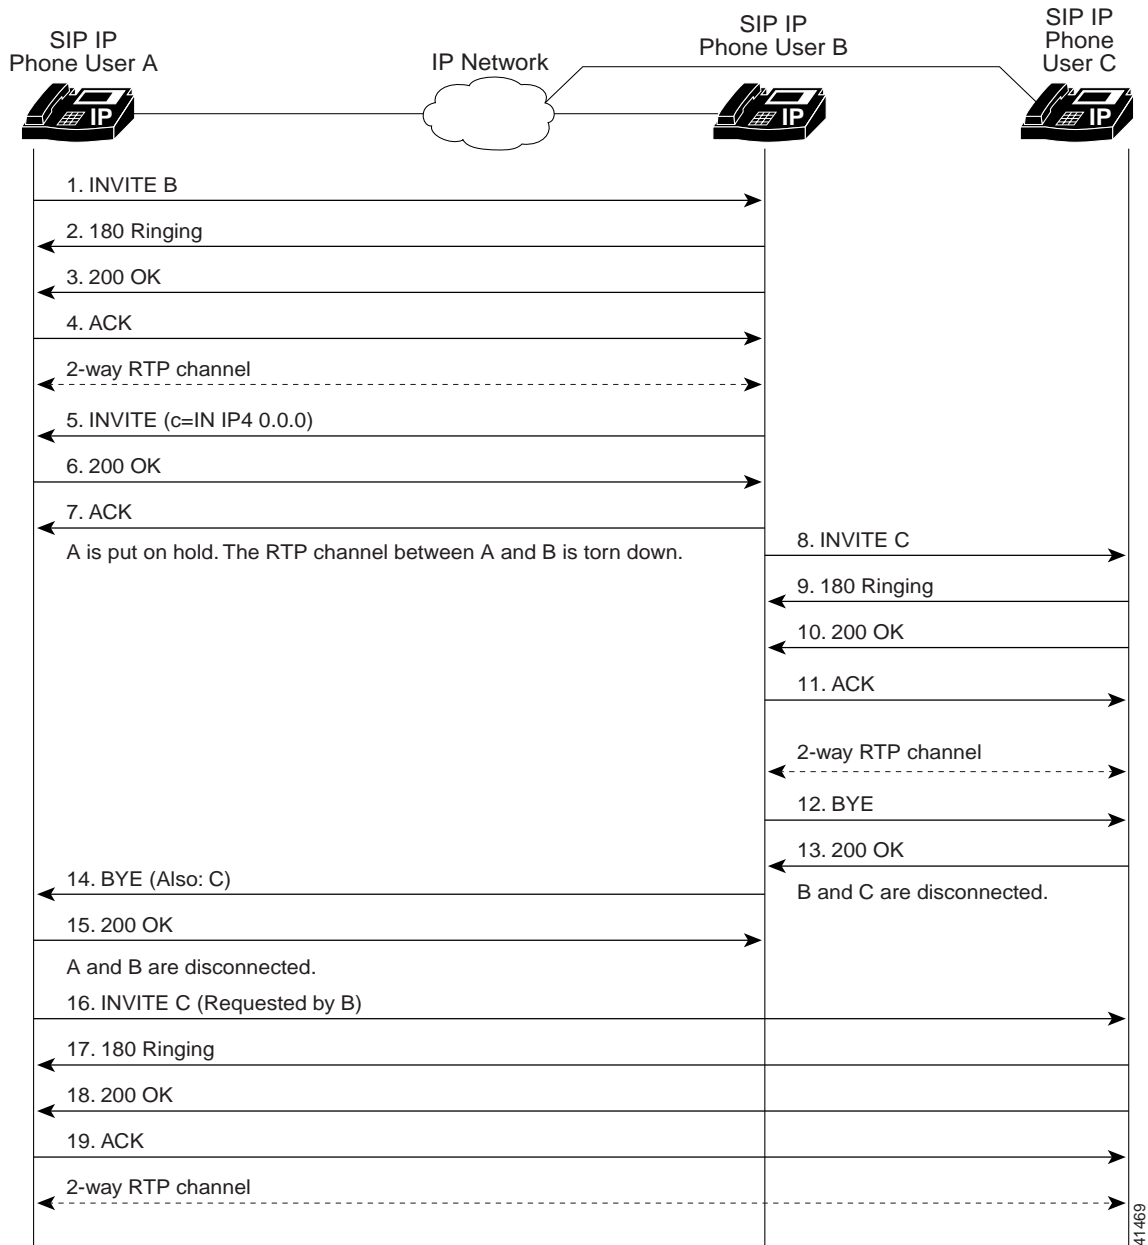 SIP IP
Phone User A
IP Network
SIP IP
Phone User B
SIP IP
Phone
User C
IP
IP
IP
1. INVITE B
2. 180 Ringing
3. 200 OK
4. ACK
2-way RTP channel
5. INVITE (c=IN IP4 0.0.0)
6. 200 OK
7. ACK
A is put on hold. The RTP channel between A and B is torn down.
8. INVITE C
9. 180 Ringing
10. 200 OK
11. ACK
2-way RTP channel
12. BYE
13. 200 OK
B and C are disconnected.
14. BYE (Also: C)
15. 200 OK
A and B are disconnected.
16. INVITE C (Requested by B)
17. 180 Ringing
18. 200 OK
19. ACK
2-way RTP channel
41469